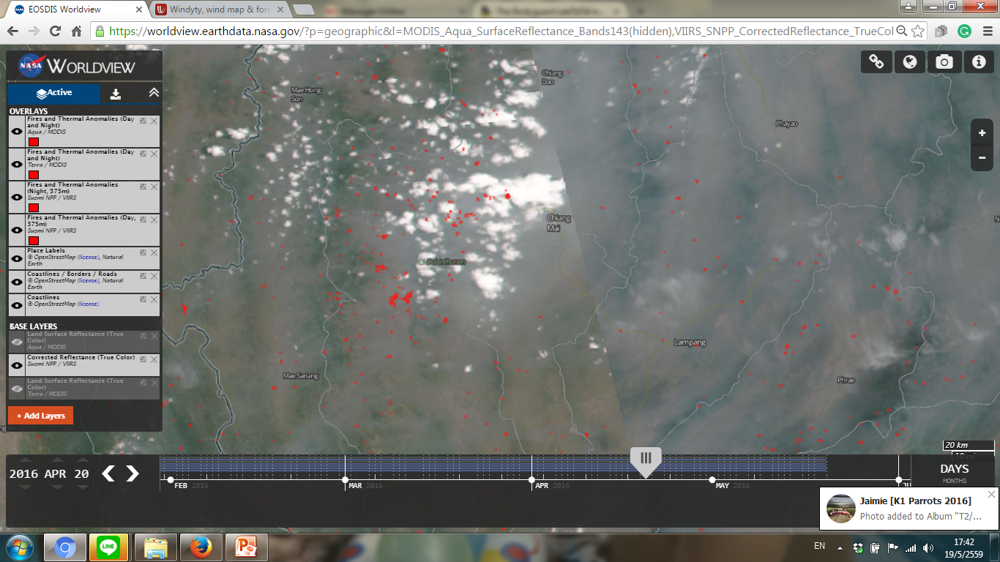 EOSDIS Worldview
Windyty, wind map & fore
https://worldview.earthdata.nasa.gov/?p=geographic&l=MODIS_Aqua_SurfaceReflectance_Bands143(hidden),VIIRS_SNPP_CorrectedReflectance_TrueCol
NASA WORLDVIEW
Active
OVERLAYS
Fires and Thermal Anomalies (Day
and Night)
Aqua / MODIS
Fires and Thermal Anomalies (Day
and Night)
Terra / MODIS
Fires and Thermal Anomalies
(Night, 375m)
Suomi NPP / VIIRS
Fires and Thermal Anomalies (Day,
375m)
Suomi NPP / VIIRS
Place Labels
© OpenStreetMap (license), Natural
Earth
Coastlines / Borders / Roads
© OpenStreetMap (license), Natural
Earth
Coastlines
© OpenStreetMap (license)
BASE LAYERS
Land Surface Reflectance (True
Color)
Aqua / MODIS
Corrected Reflectance (True Color)
Suomi NPP / VIIRS
Land Surface Reflectance (True
Color)
Terra / MODIS
+ Add Layers
Mae Hong
Son
Chiang
Dao
Phayao
Chiang
Mai
Doi Inthanon
Lampang
Mae Sariang
Phrae
20 km
2016 APR 20
FEB 2016
MAR 2016
APR 2016
MAY 2016
DAYS
MONTHS
Jaimie [K1 Parrots 2016]
Photo added to Album "T2/...
LINE
EN
17:42
19/5/2559